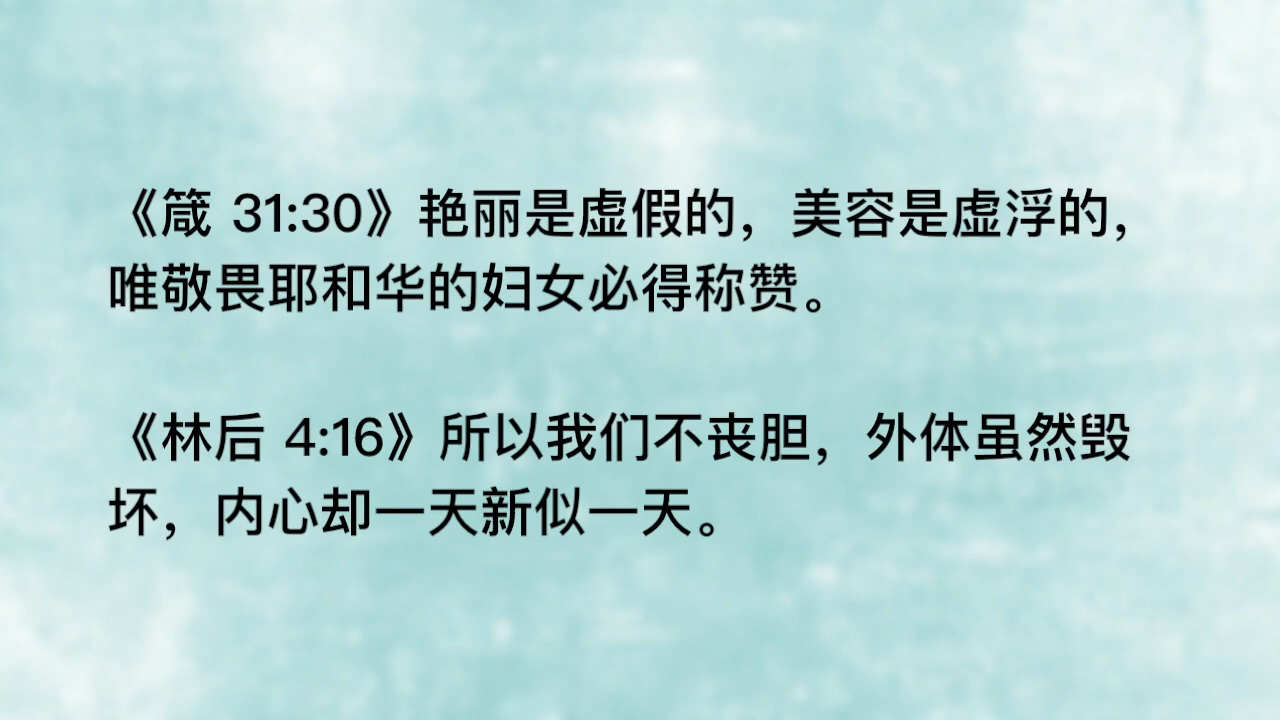 《箴 31:30》艳丽是虚假的，美容是虚浮的，
唯敬畏耶和华的妇女必得称赞。
《林后 4:16》所以我们不丧胆，外体虽然毁
坏，内心却一天新似一天。